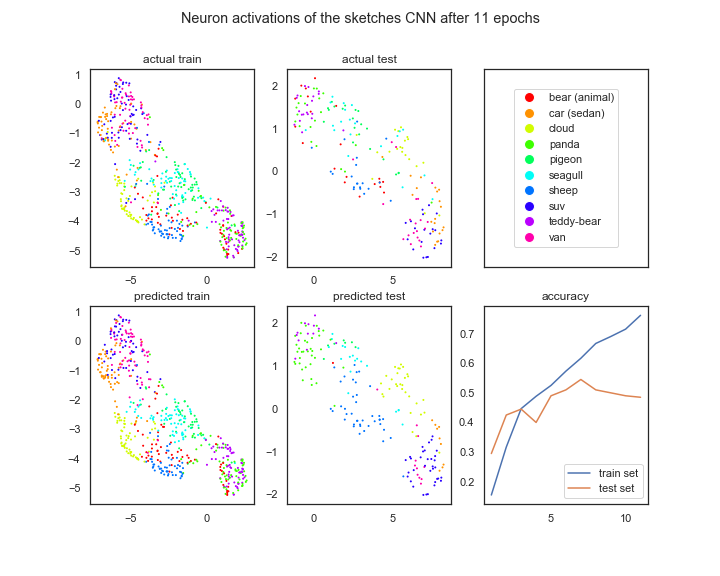 Neuron activations of the sketches CNN after 11 epochs
actual train
1
0
−1
−2
−3
−4
−5
−5
0
actual test
2
1
0
−1
−2
0
5
bear (animal)
car (sedan)
cloud
panda
pigeon
seagull
sheep
suv
teddy-bear
van
predicted train
1
0
−1
−2
−3
−4
−5
−5
0
predicted test
2
1
0
−1
−2
0
5
accuracy
0.7
0.6
0.5
0.4
0.3
0.2
5
10
train set
test set